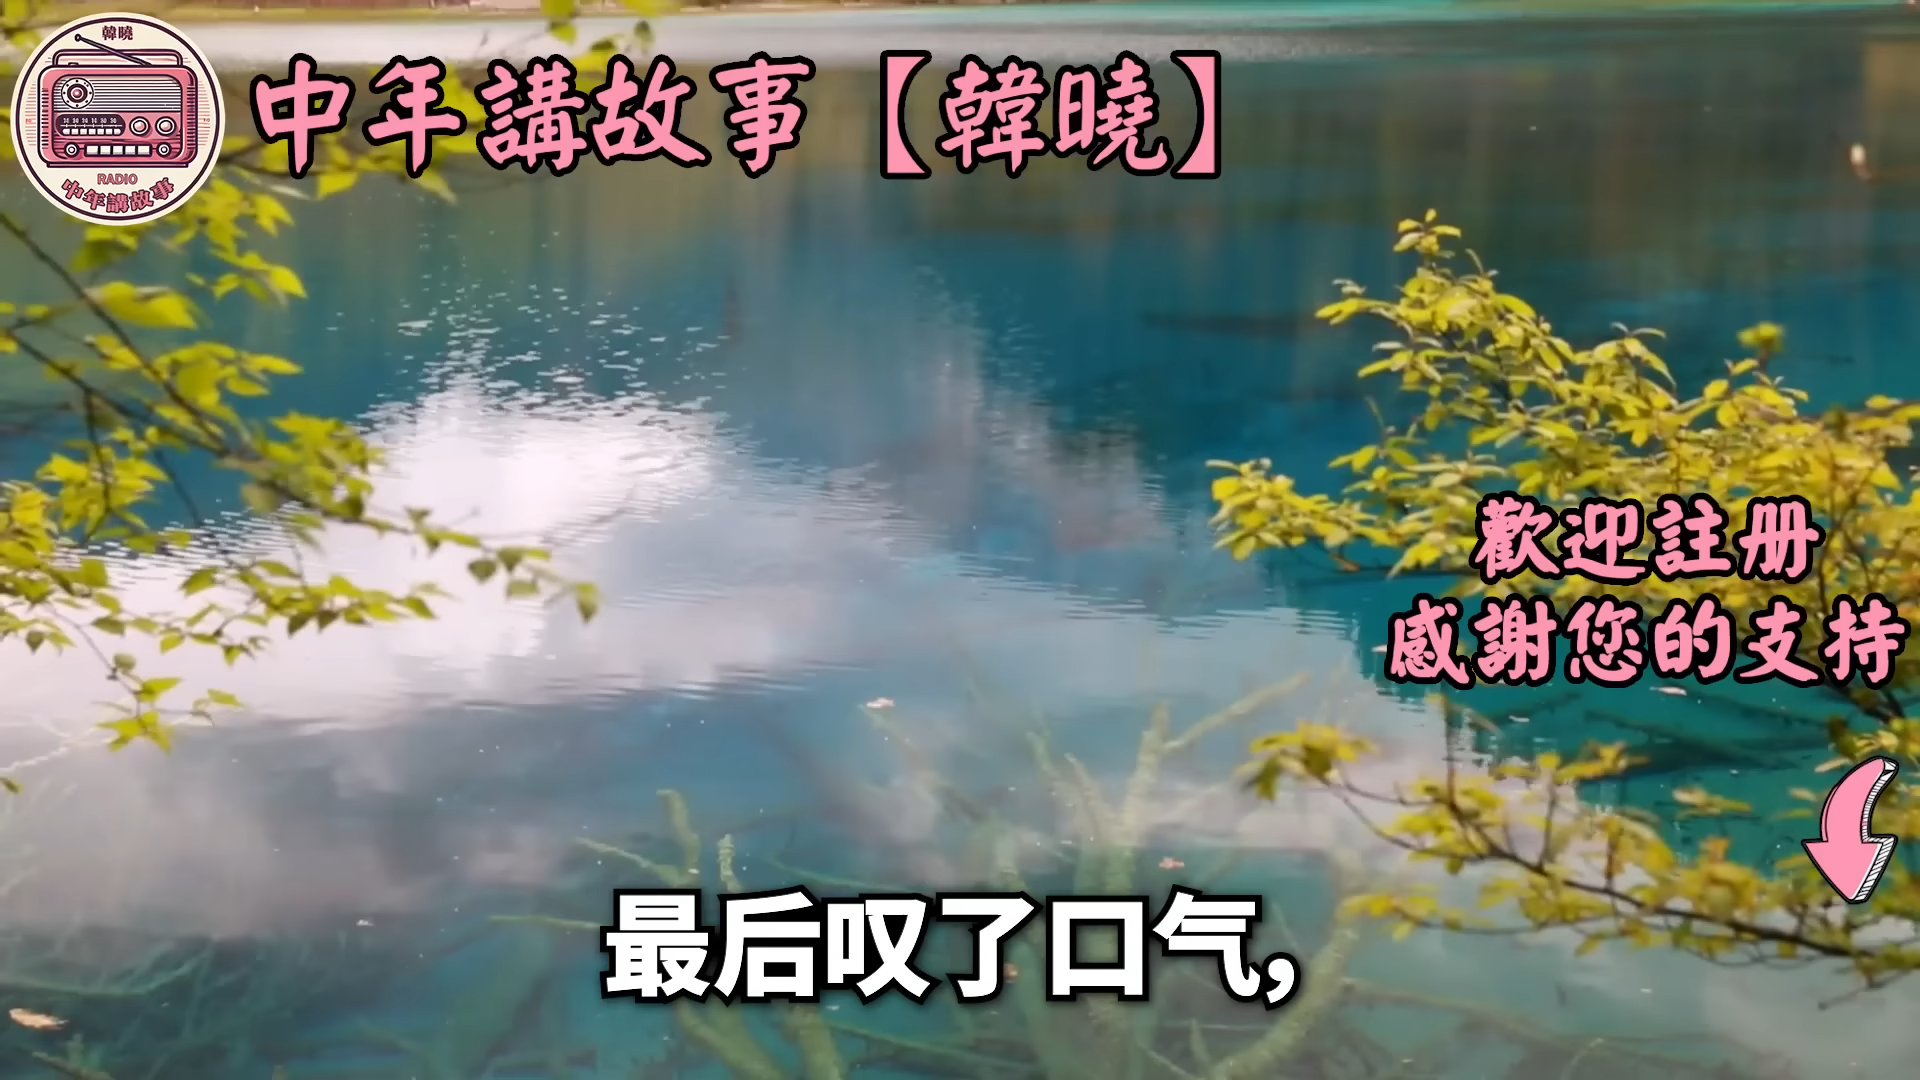 韓曉
RADIO
中年講故事
中年講故事【韓曉】
歡迎註册
感謝您的支持
最后叹了口气,